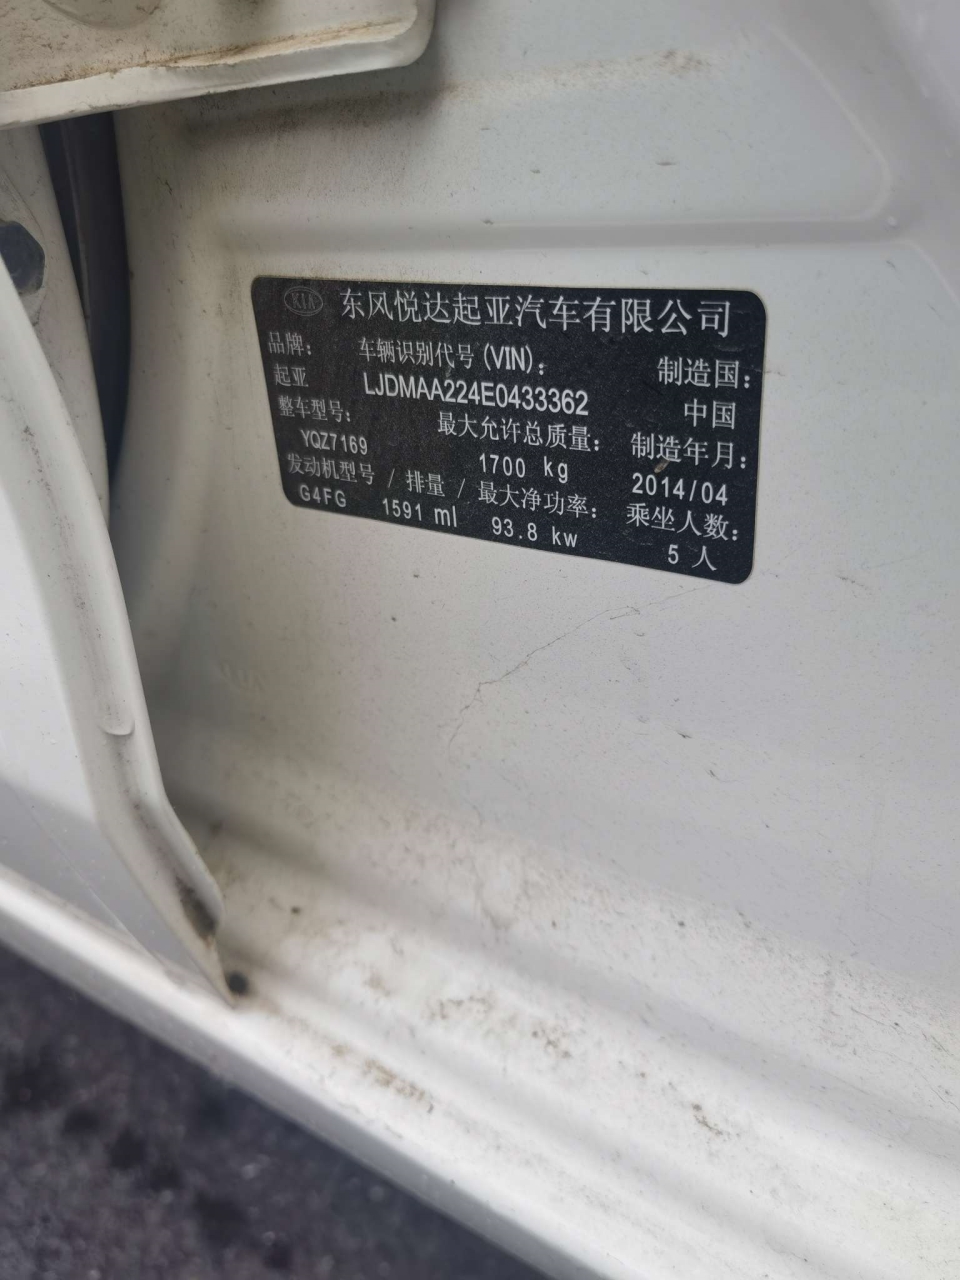 KIA 东风悦达起亚汽车有限公司
品牌： 车辆识别代号 (VIN)： 制造国：
起亚 LJDMAA224E0433362 中国
整车型号： 最大允许总质量： 制造年月：
YQZ7169 1700 kg 2014/04
发动机型号 / 排量 / 最大净功率： 乘坐人数：
G4FG 1591 ml 93.8 kw 5 人